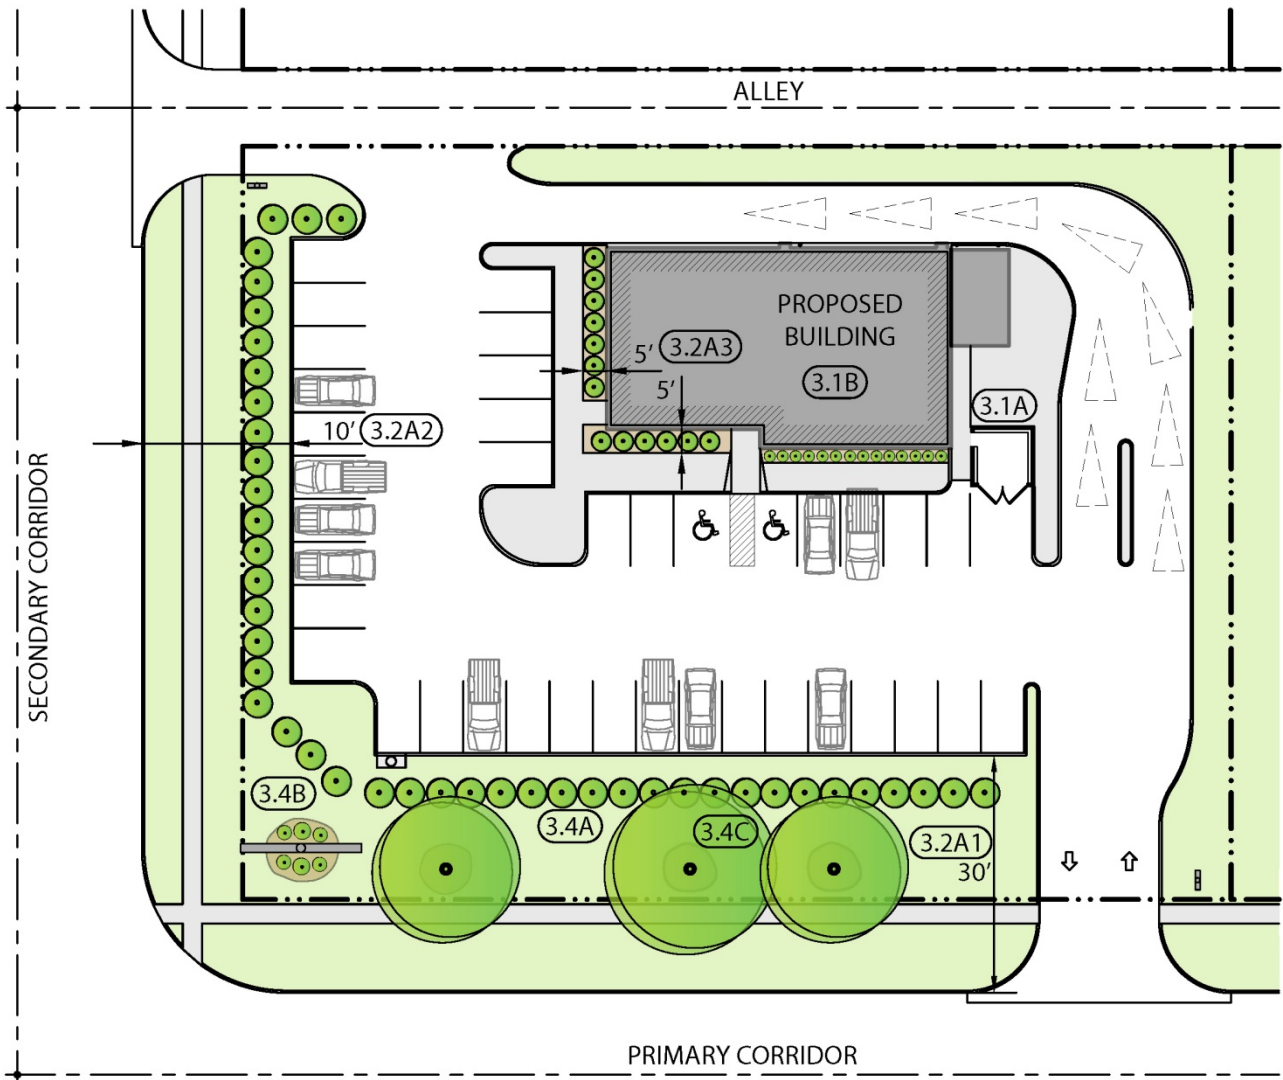 ALLEY
PROPOSED
BUILDING
3.1B
5′ 3.2A3
5′
3.1A
10′ 3.2A2
SECONDARY CORRIDOR
3.4B
3.4A
3.4C
3.2A1
30′
PRIMARY CORRIDOR